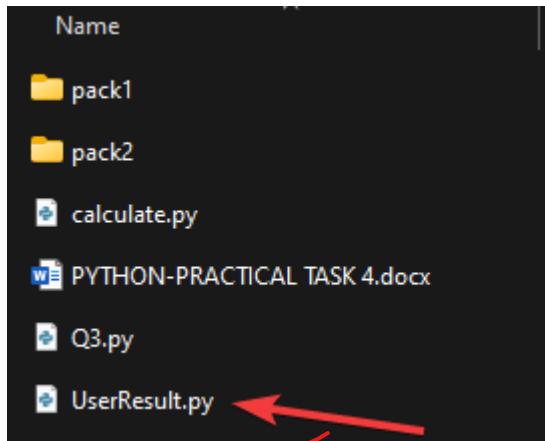 Name
pack1
pack2
calculate.py
PYTHON-PRACTICAL TASK 4.docx
Q3.py
UserResult.py